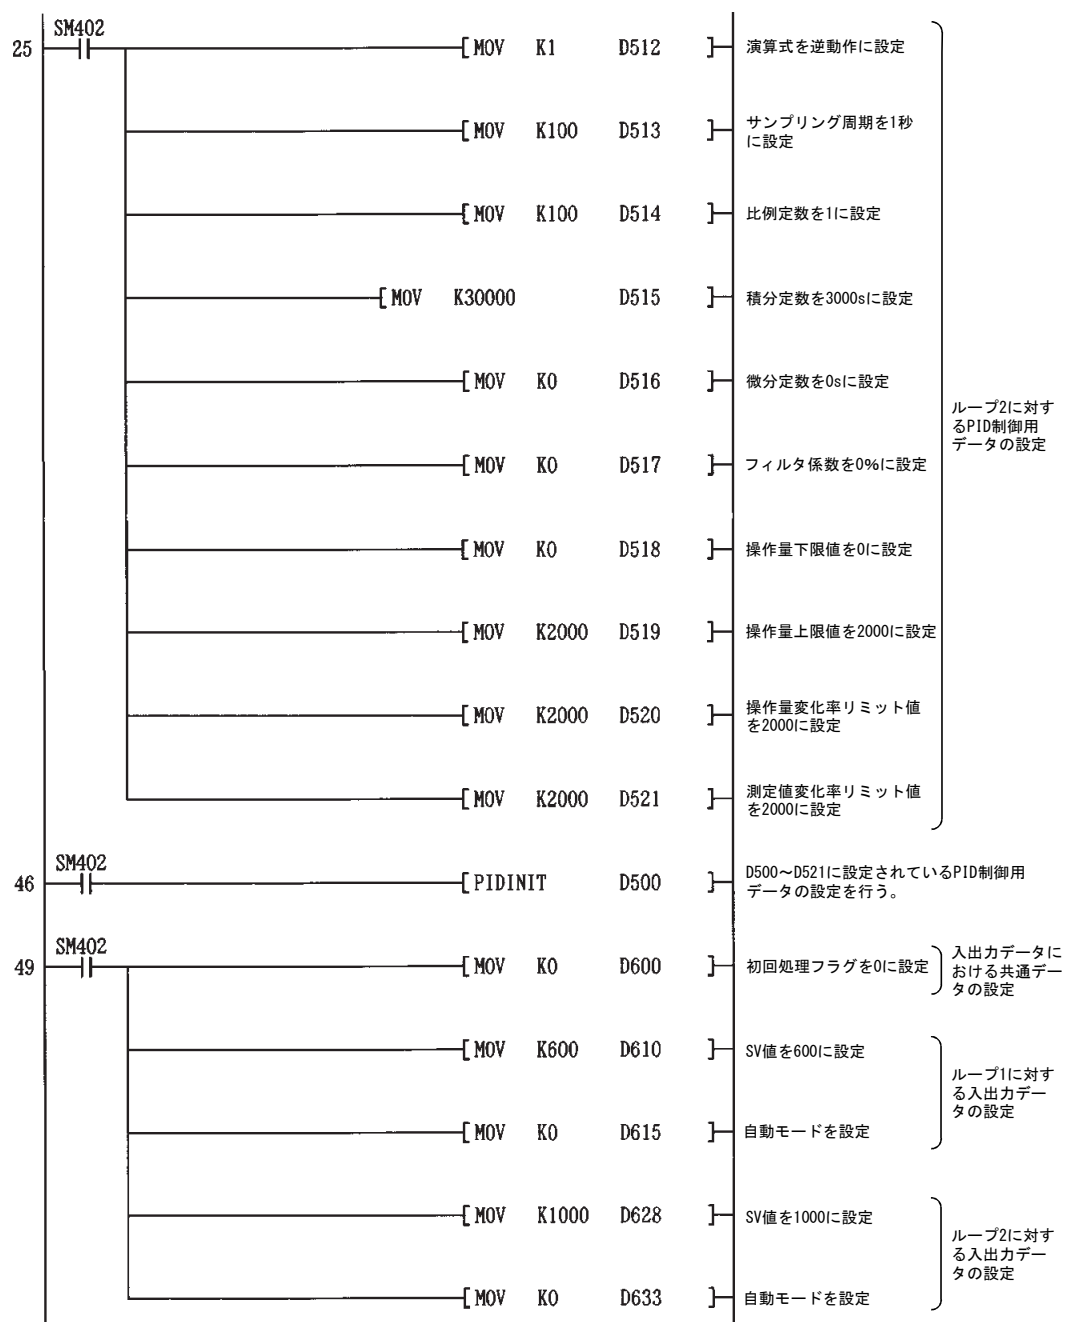 SM402
25 [ MOV K1 D512 ] 演算式を逆動作に設定
[ MOV K100 D513 ] サンプリング周期を1秒
に設定
[ MOV K100 D514 ] 比例定数を1に設定
[ MOV K30000 D515 ] 積分定数を3000sに設定
[ MOV K0 D516 ] 微分定数を0sに設定
ループ2に対す
るPID制御用
データの設定
[ MOV K0 D517 ] フィルタ係数を0%に設定
[ MOV K0 D518 ] 操作量下限値を0に設定
[ MOV K2000 D519 ] 操作量上限値を2000に設定
[ MOV K2000 D520 ] 操作量変化率リミット値
を2000に設定
[ MOV K2000 D521 ] 測定値変化率リミット値
を2000に設定
SM402
46 [ PIDINIT D500 ] D500～D521に設定されているPID制御用
データの設定を行う。
SM402
49 [ MOV K0 D600 ] 初回処理フラグを0に設定
入出力データに
おける共通デー
タの設定
[ MOV K600 D610 ] SV値を600に設定
ループ1に対す
る入出力デー
タの設定
[ MOV K0 D615 ] 自動モードを設定
[ MOV K1000 D628 ] SV値を1000に設定
ループ2に対す
る入出力デー
タの設定
[ MOV K0 D633 ] 自動モードを設定